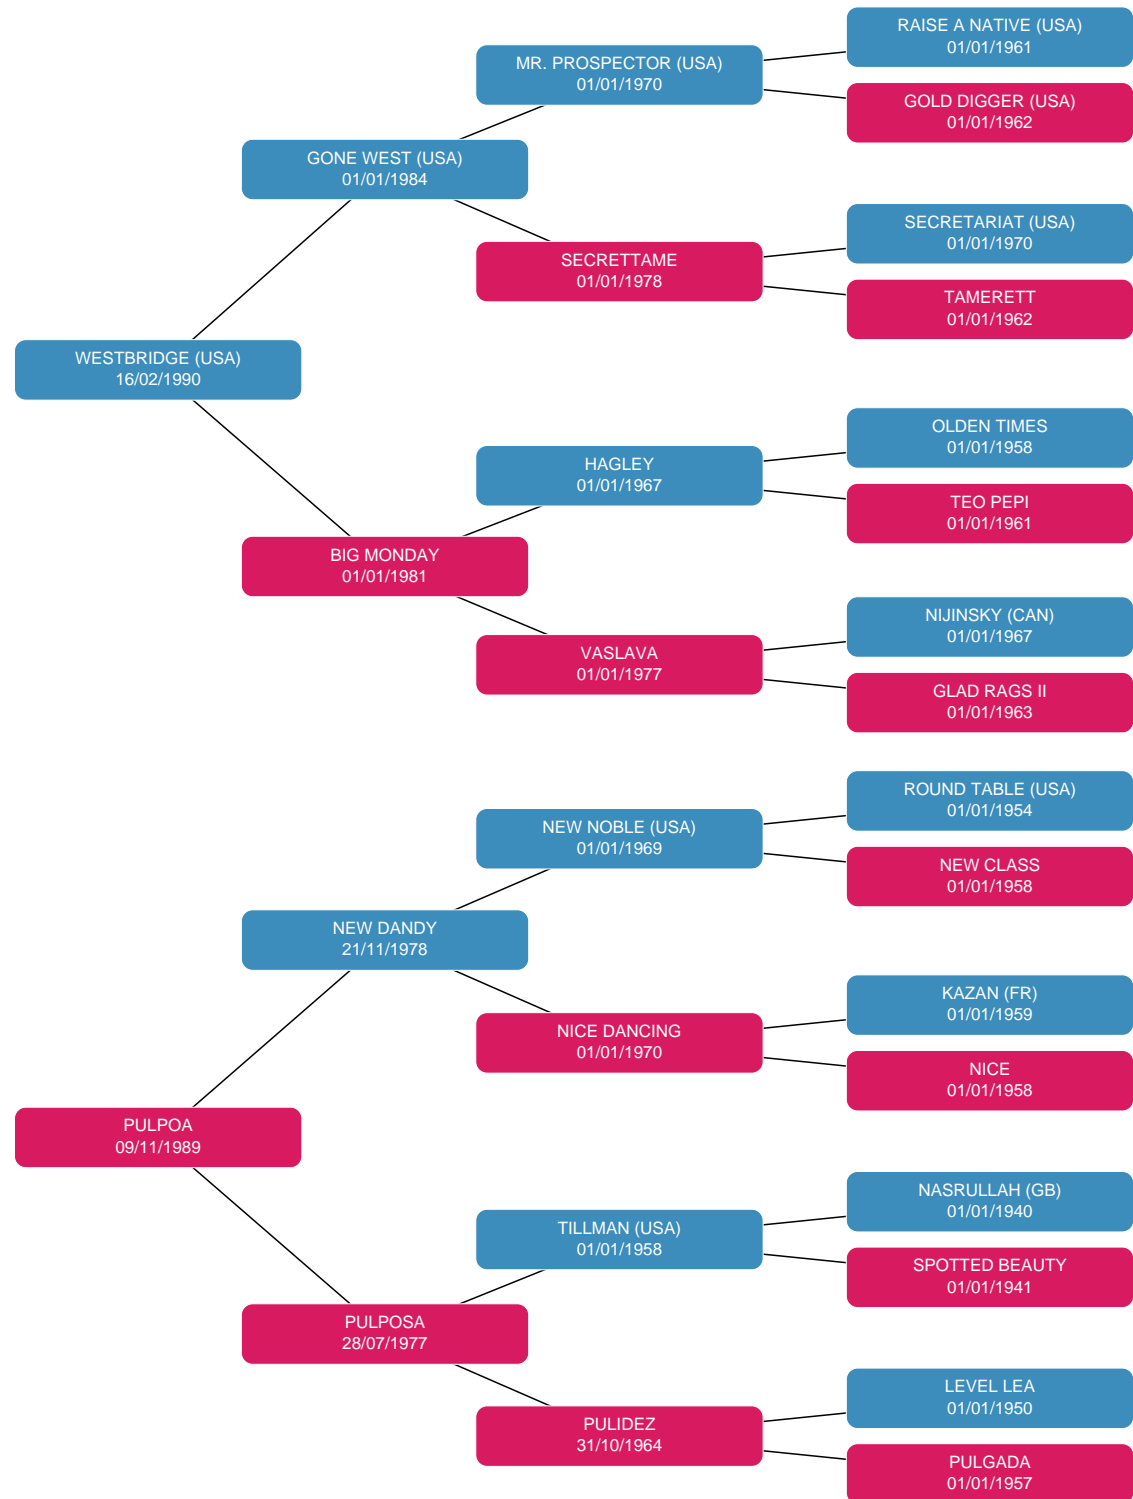 RAISE A NATIVE (USA)
01/01/1961
MR. PROSPECTOR (USA)
01/01/1970
GOLD DIGGER (USA)
01/01/1962
GONE WEST (USA)
01/01/1984
SECRETARIAT (USA)
01/01/1970
SECRETTAME
01/01/1978
TAMERETT
01/01/1962
WESTBRIDGE (USA)
16/02/1990
OLDEN TIMES
01/01/1958
HAGLEY
01/01/1967
TEO PEPI
01/01/1961
BIG MONDAY
01/01/1981
NIJINSKY (CAN)
01/01/1967
VASLAVA
01/01/1977
GLAD RAGS II
01/01/1963
ROUND TABLE (USA)
01/01/1954
NEW NOBLE (USA)
01/01/1969
NEW CLASS
01/01/1958
NEW DANDY
21/11/1978
KAZAN (FR)
01/01/1959
NICE DANCING
01/01/1970
NICE
01/01/1958
PULPOA
09/11/1989
NASRULLAH (GB)
01/01/1940
TILLMAN (USA)
01/01/1958
SPOTTED BEAUTY
01/01/1941
PULPOSA
28/07/1977
LEVEL LEA
01/01/1950
PULIDEZ
31/10/1964
PULGADA
01/01/1957